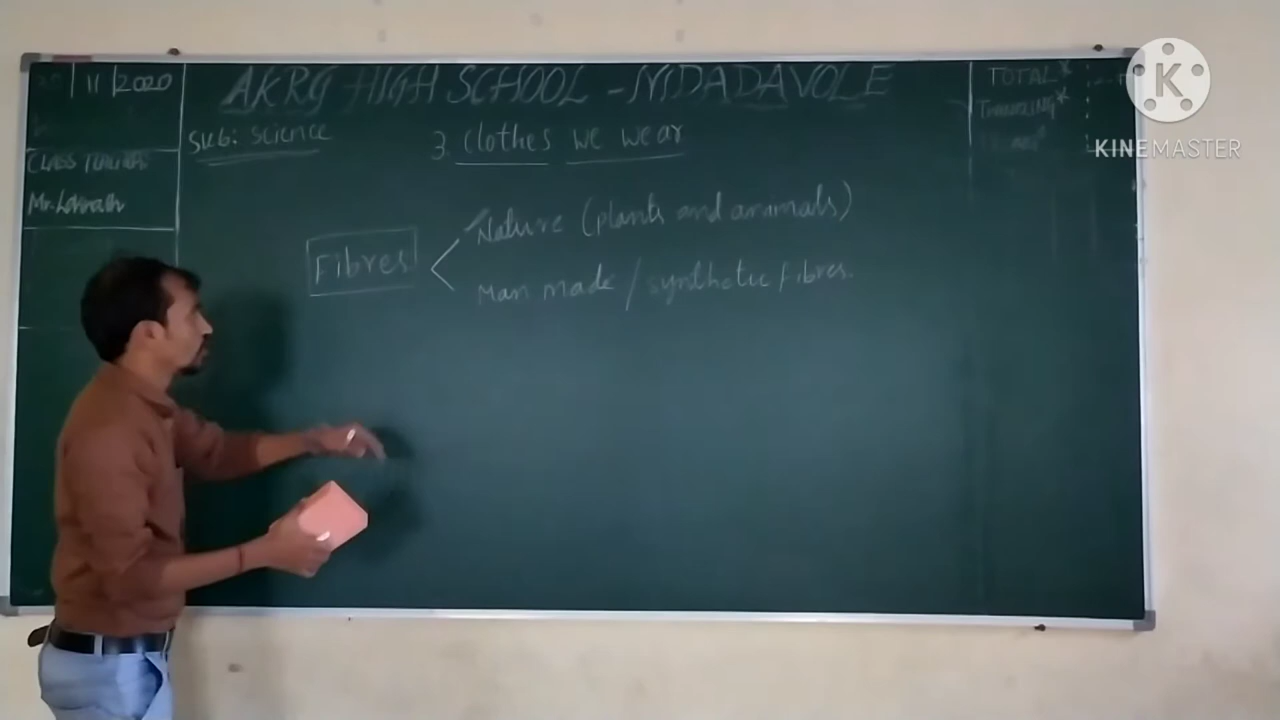 /11/2020
AKRG HIGH SCHOOL - NIDADAVOLE
TOTAL
Sub: Science
3. Clothes we wear
CLASS TEACHER
Mr.
Fibres
Nature (plants and animals)
Man made / synthetic fibres.
K
KINEMASTER